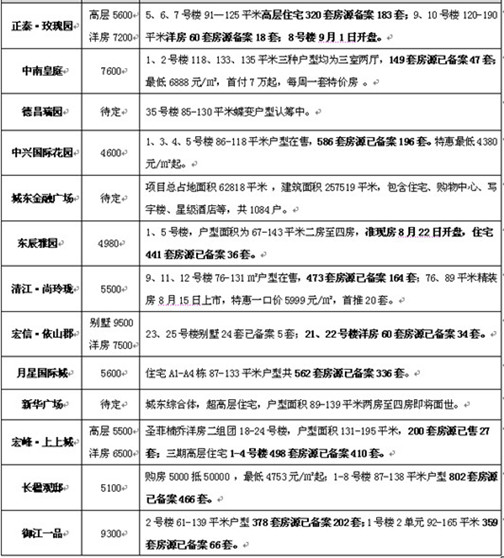 正泰·玫瑰园
高层 5600
洋房 7200
5、6、7 号楼 91—125 平米高层住宅 320 套房源备案 183 套；9、10 号楼 120-190
平米洋房 60 套房源备案 18 套； 8 号楼 9 月 1 日开盘。
中南皇庭
7600
1、2 号楼 118、133、135 平米三种户型均为三室两厅，149 套房源已备案 47 套；
最低 6888 元/㎡，首付 7 万起，每周一套特价房 。
德昌瑞园
待定
35 号楼 85-130 平米蝶变户型认筹中。
中兴国际花园
4600
1、3、4、5 号楼 86-118 平米户型在售，586 套房源已备案 196 套。特惠最低 4380
元/㎡起。
城东金融广场
待定
项目总占地面积 62818 平米 ，建筑面积 257519 平米，包含住宅、购物中心、写
字楼、星级酒店等，共 1084 户。
东辰雅园
4980
1、5 号楼，户型面积为 67-143 平米二房至四房，准现房 8 月 22 日开盘，住宅
441 套房源已备案 36 套。
清江·尚玲珑
5500
9、11、12 号楼 76-131 ㎡户型在售，473 套房源已备案 164 套；76、89 平米精装
房 8 月 15 日上市，特惠一口价 5999 元/㎡，首推 20 套。
宏信·依山郡
别墅 9500
洋房 7500
23、25 号楼别墅 24 套已备案 5 套；21、22 号楼洋房 60 套房源已备案 34 套。
月星国际城
5600
住宅 A1-A4 栋 87-133 平米户型共 562 套房源已备案 336 套。
新华广场
待定
城东综合体，超高层住宅，户型面积 89-139 平米两房至四房即将面世。
宏峰·上上城
高层 5500
洋房 6500
圣菲楠乔洋房二组团 18-24 号楼，户型面积 131-195 平米，200 套房源已售 27
套；三期高层住宅 1-4 号楼 498 套房源已备案 410 套。
长楹观邸
5100
购房 5000 抵 50000 ，最低 4753 元/㎡起；1-8 号楼 87-138 平米户型 802 套房源
已备案 466 套。
御江一品
9300
2 号楼 61-139 平米户型 378 套房源已备案 202 套；1 号楼 2 单元 92-165 平米 359
套房源已备案 66 套。